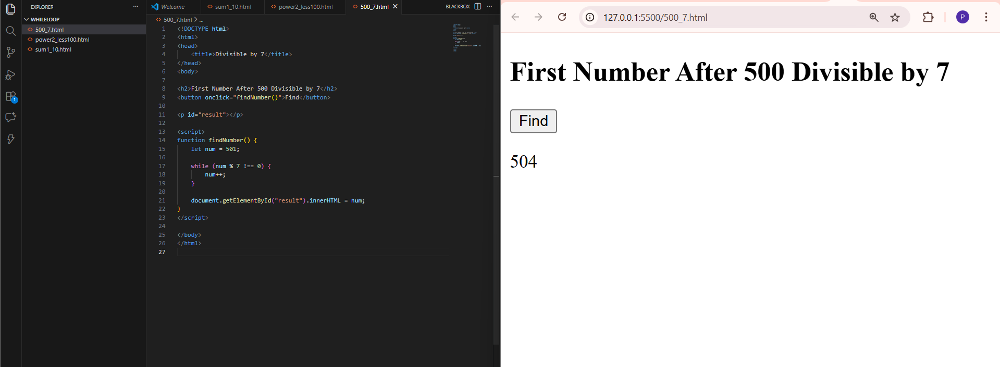 EXPLORER
···
WHILELOOP
500_7.html
power2_less100.html
sum1_10.html
1
Welcome
sum1_10.html
power2_less100.html
500_7.html
BLACKBOX
···
500_7.html > ...
1 <!DOCTYPE html>
2 <html>
3 <head>
4     <title>Divisible by 7</title>
5 </head>
6 <body>
7
8 <h2>First Number After 500 Divisible by 7</h2>
9 <button onclick="findNumber()">Find</button>
10
11 <p id="result"></p>
12
13 <script>
14 function findNumber() {
15     let num = 501;
16
17     while (num % 7 !== 0) {
18         num++;
19     }
20
21     document.getElementById("result").innerHTML = num;
22 }
23 </script>
24
25 </body>
26 </html>
27
127.0.0.1:5500/500_7.html
P
First Number After 500 Divisible by 7
Find
504